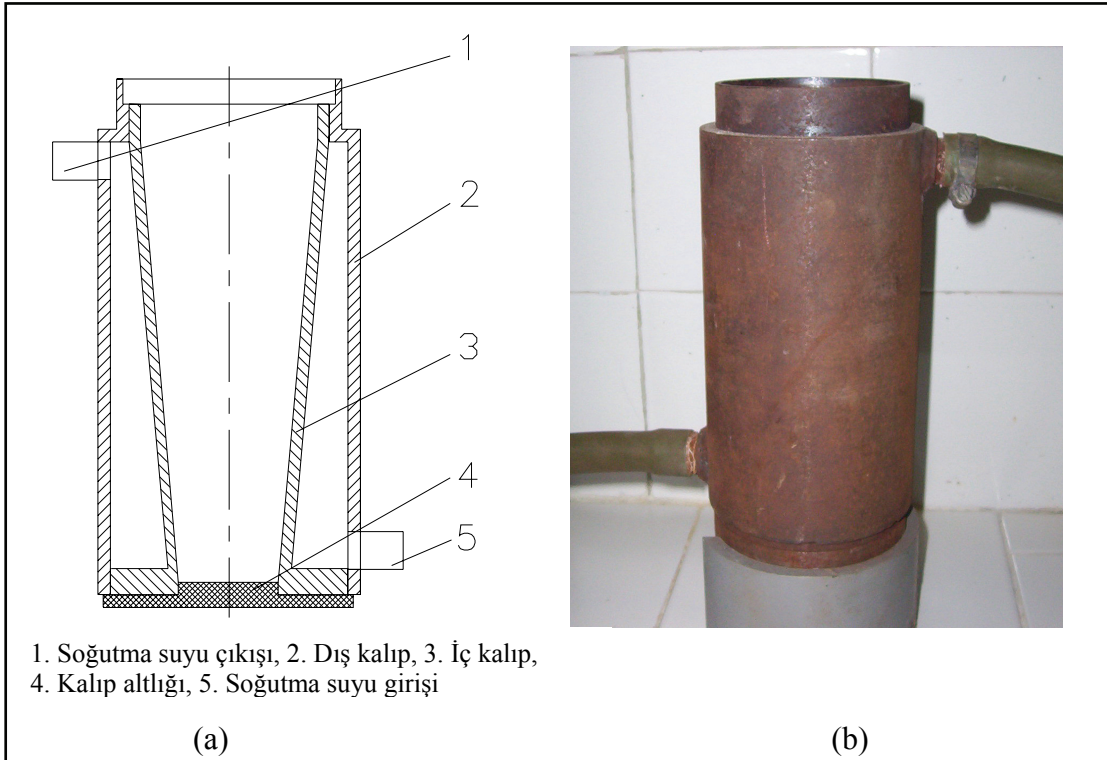 1
2
3
4
5
1. Soğutma suyu çıkışı, 2. Dış kalıp, 3. İç kalıp,
4. Kalıp altlığı, 5. Soğutma suyu girişi
(a)
(b)